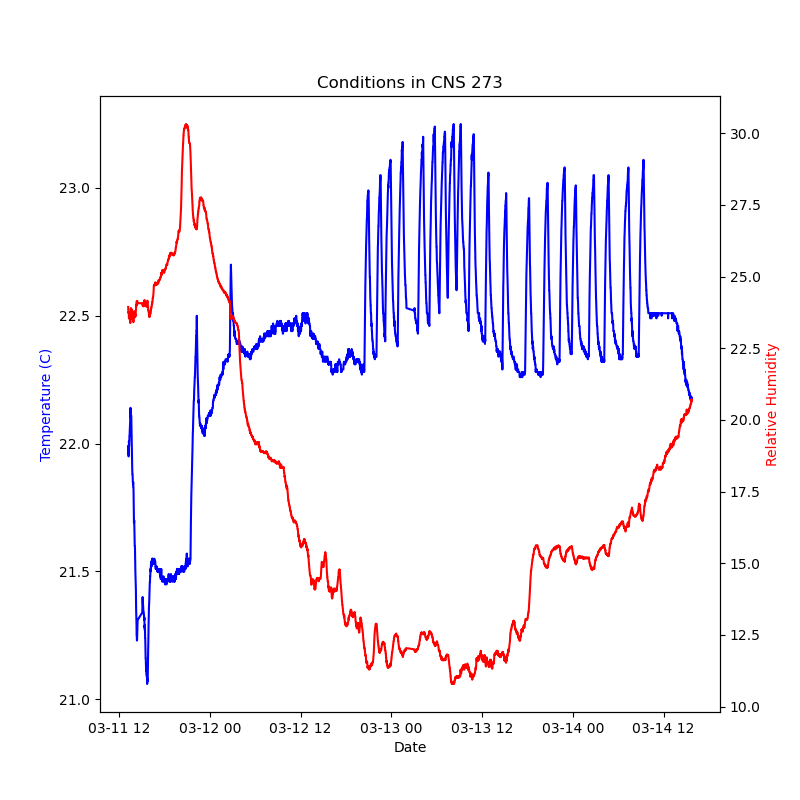 Conditions in CNS 273
23.0
22.5
22.0
21.5
21.0
Temperature (C)
30.0
27.5
25.0
22.5
20.0
17.5
15.0
12.5
10.0
Relative Humidity
03-11 12 03-12 00 03-12 12 03-13 00 03-13 12 03-14 00 03-14 12
Date